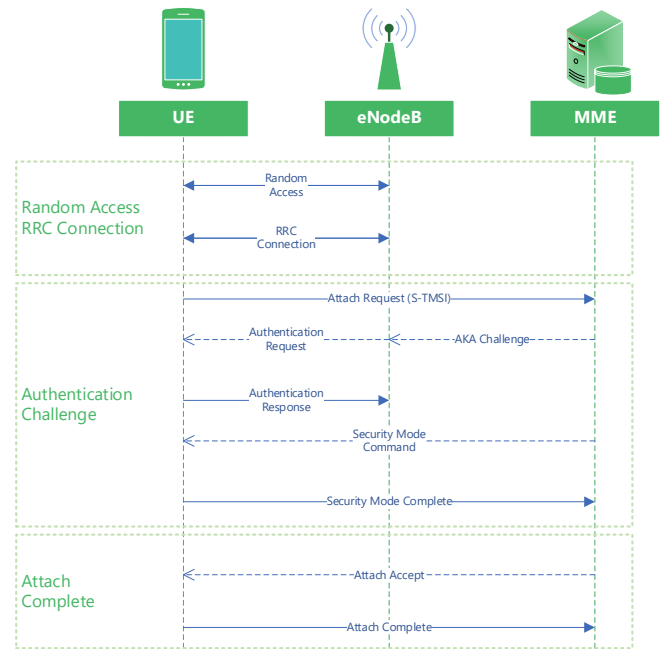 UE
eNodeB
MME
Random Access
RRC Connection
Random
Access
RRC
Connection
Authentication
Challenge
Attach Request (S-TMSI)
Authentication
Request
AKA Challenge
Authentication
Response
Security Mode
Command
Security Mode Complete
Attach
Complete
Attach Accept
Attach Complete